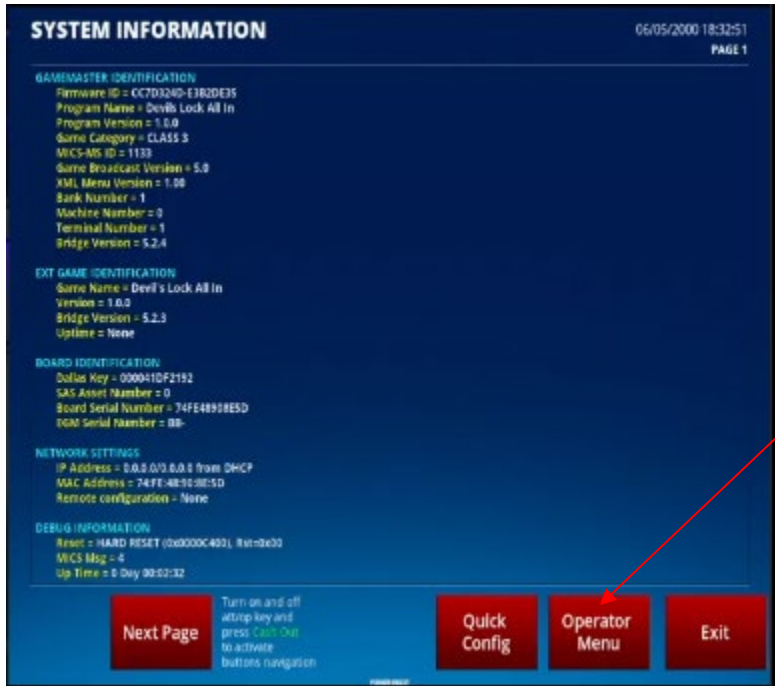 SYSTEM INFORMATION
06/05/2000 18:32:51
PAGE 1
GAMEMASTER IDENTIFICATION
Firmware ID = CC7D324D-E3B2DE35
Program Name = Devils Lock All In
Program Version = 1.0.0
Game Category = CLASS 3
MICS-MS ID = 1133
Game Broadcast Version = 5.0
XML Menu Version = 1.00
Bank Number = 1
Machine Number = 0
Terminal Number = 1
Bridge Version = 5.2.4
EXT GAME IDENTIFICATION
Game Name = Devil's Lock All In
Version = 1.0.0
Bridge Version = 5.2.3
Uptime = None
BOARD IDENTIFICATION
Dallas Key = 000041DF2192
SAS Asset Number = 0
Board Serial Number = 74FE48908E5D
EGM Serial Number = BB-
NETWORK SETTINGS
IP Address = 0.0.0.0/0.0.0.0 from DHCP
MAC Address = 74:FE:48:90:8E:5D
Remote configuration = None
DEBUG INFORMATION
Reset = HARD RESET (0x0000C400), Rst=0x00
MICS Msg = 4
Up Time = 0 Day 00:02:32
Next Page
Turn on and off
att/op key and
press Cash Out
to activate
buttons navigation
Quick
Config
Operator
Menu
Exit